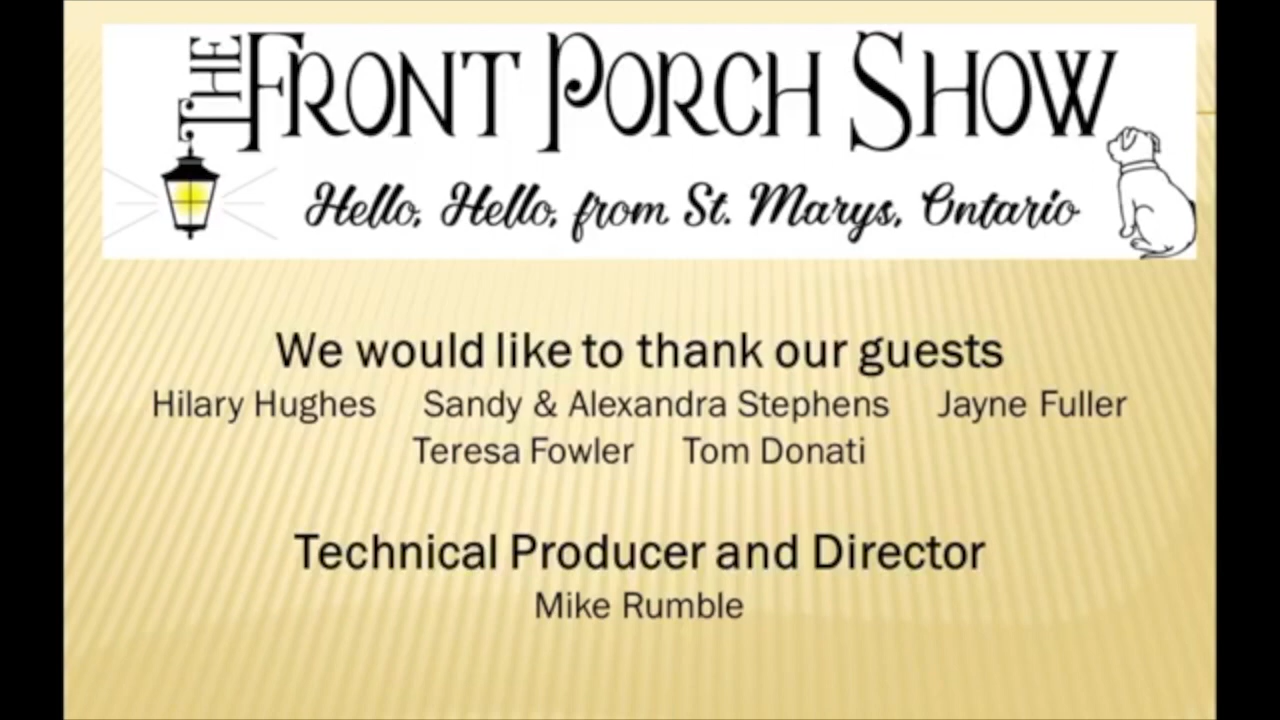 THE FRONT PORCH SHOW
Hello, Hello, from St. Marys, Ontario
We would like to thank our guests
Hilary Hughes Sandy & Alexandra Stephens Jayne Fuller
Teresa Fowler Tom Donati
Technical Producer and Director
Mike Rumble